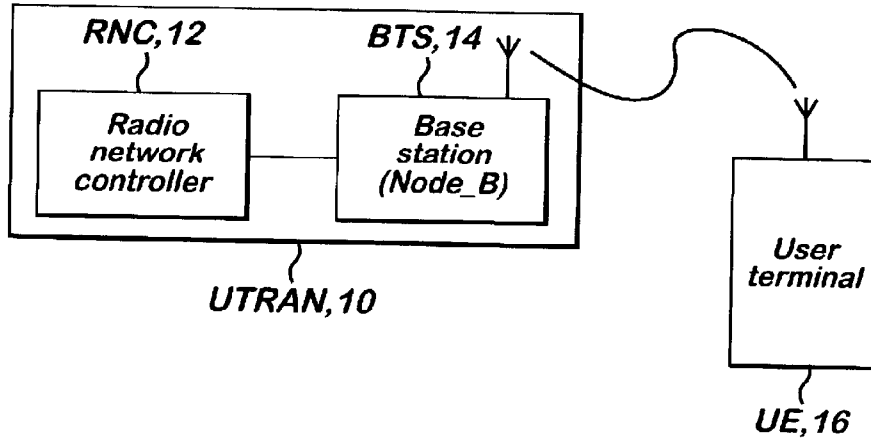 RNC,12
BTS,14
Radio
network
controller
Base
station
(Node_B)
User
terminal
UTRAN,10
UE,16